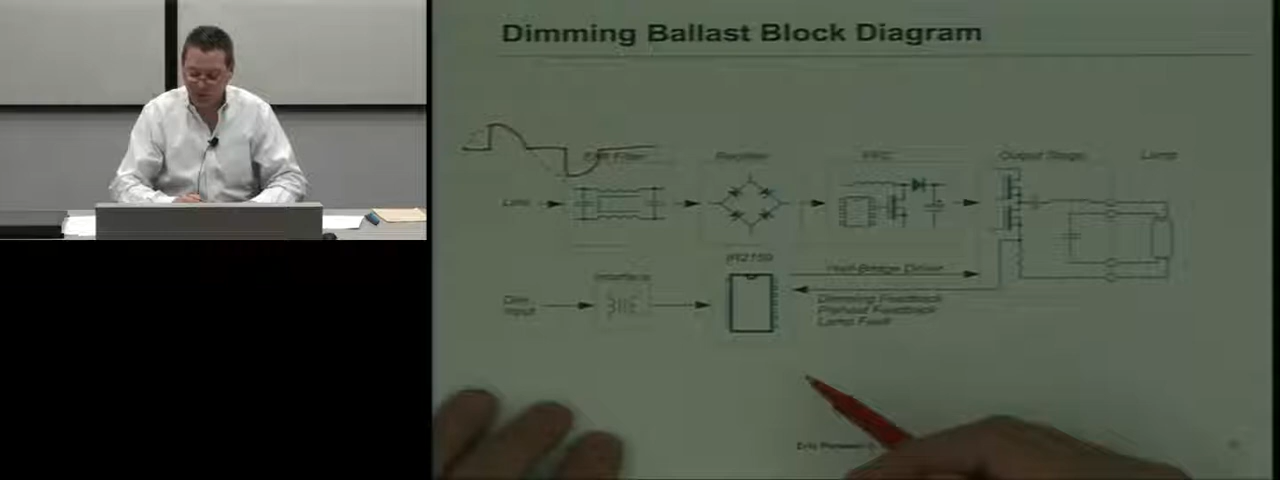 Dimming Ballast Block Diagram
EMI Filter
Rectifier
PFC
Output Stage
Lamp
Line
IR2159
Half-Bridge Driver
Interface
Dim
Input
Dimming Feedback
Preheat Feedback
Lamp Fault